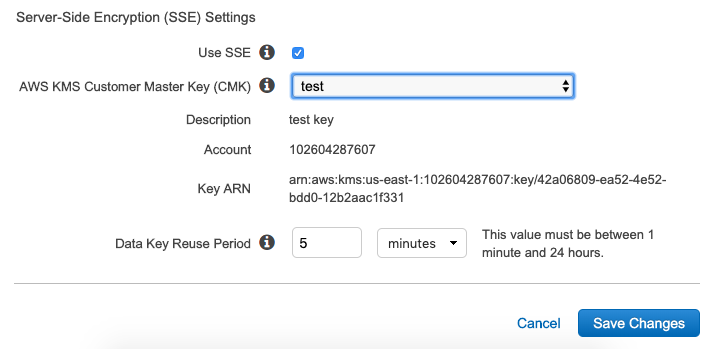 Server-Side Encryption (SSE) Settings
Use SSE
AWS KMS Customer Master Key (CMK) test
Description test key
Account 102604287607
Key ARN arn:aws:kms:us-east-1:102604287607:key/42a06809-ea52-4e52-
bdd0-12b2aac1f331
Data Key Reuse Period 5 minutes This value must be between 1
minute and 24 hours.
Cancel Save Changes